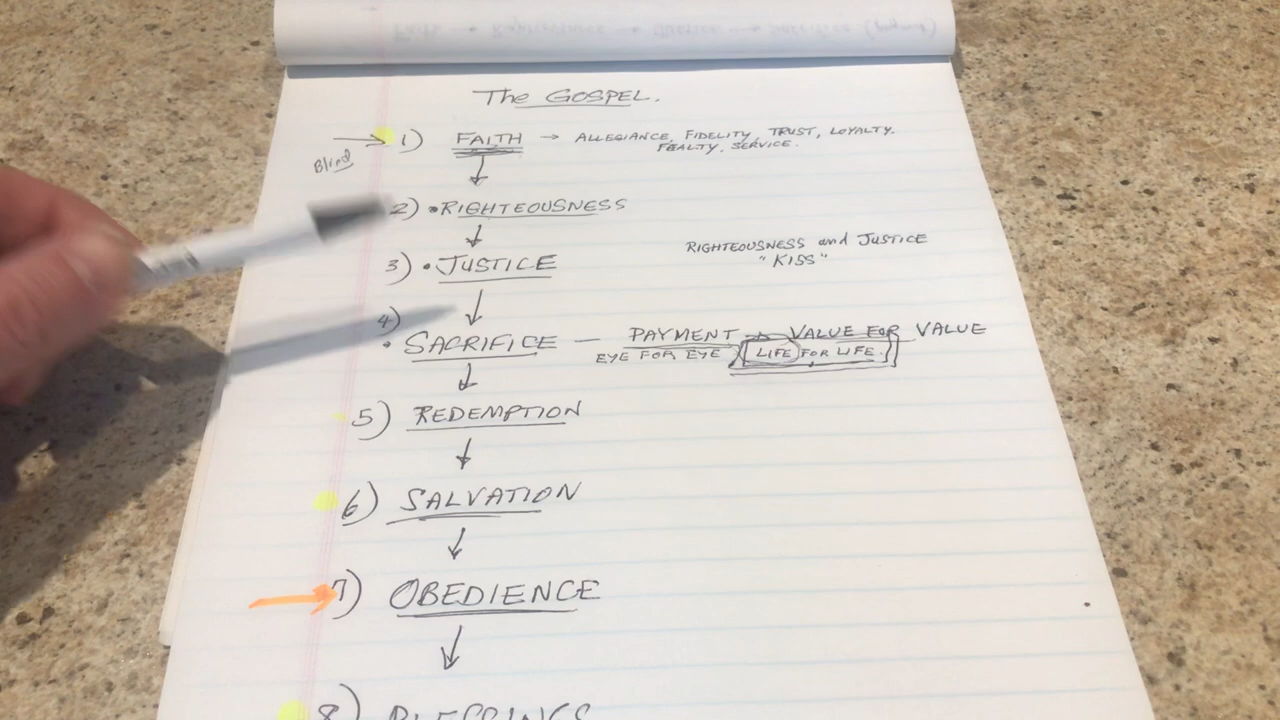 The GOSPEL.
1) FAITH → ALLEGIANCE, FIDELITY, TRUST, LOYALTY.
FEALTY, SERVICE.
Blind
2) • RIGHTEOUSNESS
RIGHTEOUSNESS and JUSTICE
3) • JUSTICE
"KISS"
4)
• SACRIFICE — PAYMENT → VALUE FOR VALUE
EYE FOR EYE LIFE FOR LIFE
5) REDEMPTION
6) SALVATION
7) OBEDIENCE
8) BLESSINGS